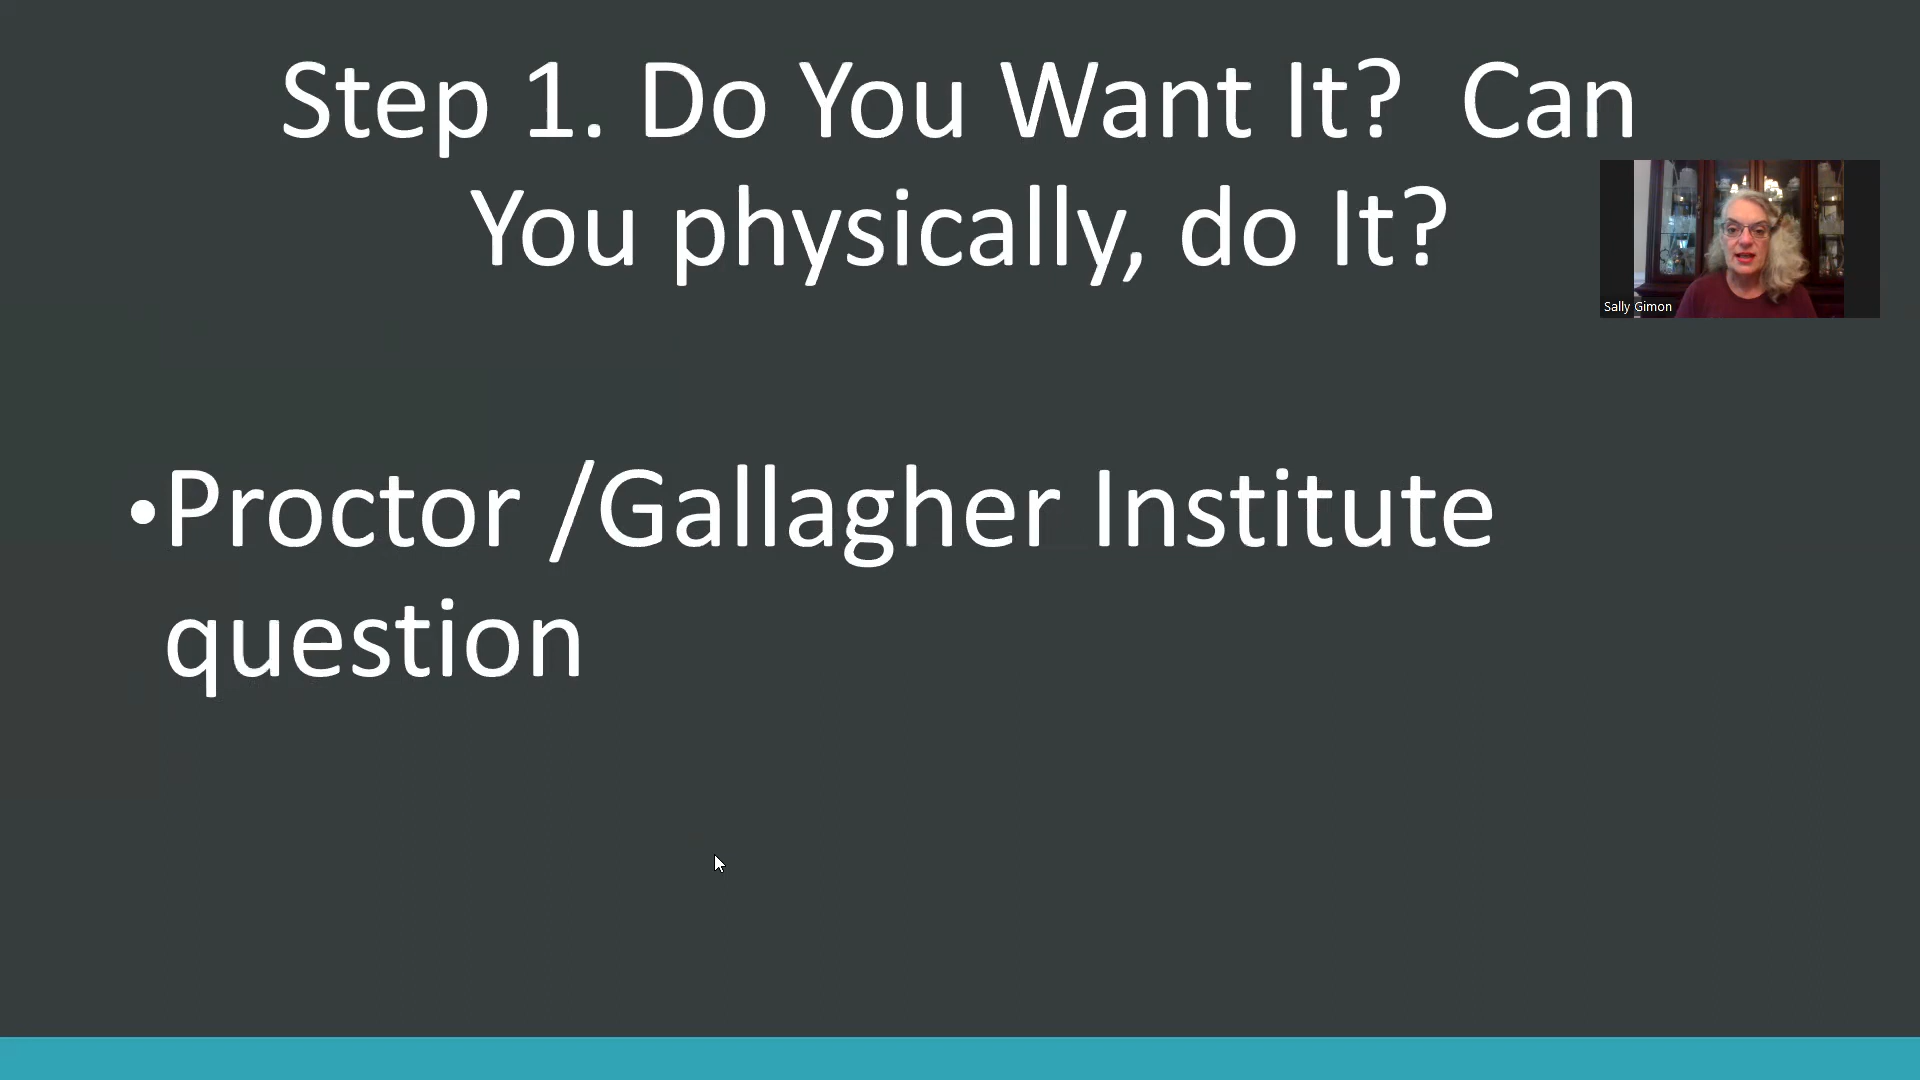 Step 1. Do You Want It?  Can
You physically, do It?
Sally Gimon
•Proctor /Gallagher Institute
question